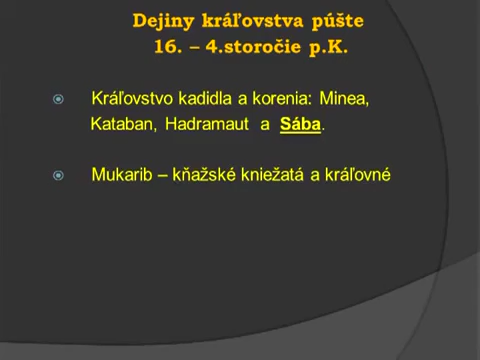 Dejiny kráľovstva púšte
16. – 4.storočie p.K.
Kráľovstvo kadidla a korenia: Minea,
Kataban, Hadramaut a Sába.
Mukarib – kňažské kniežatá a kráľovné